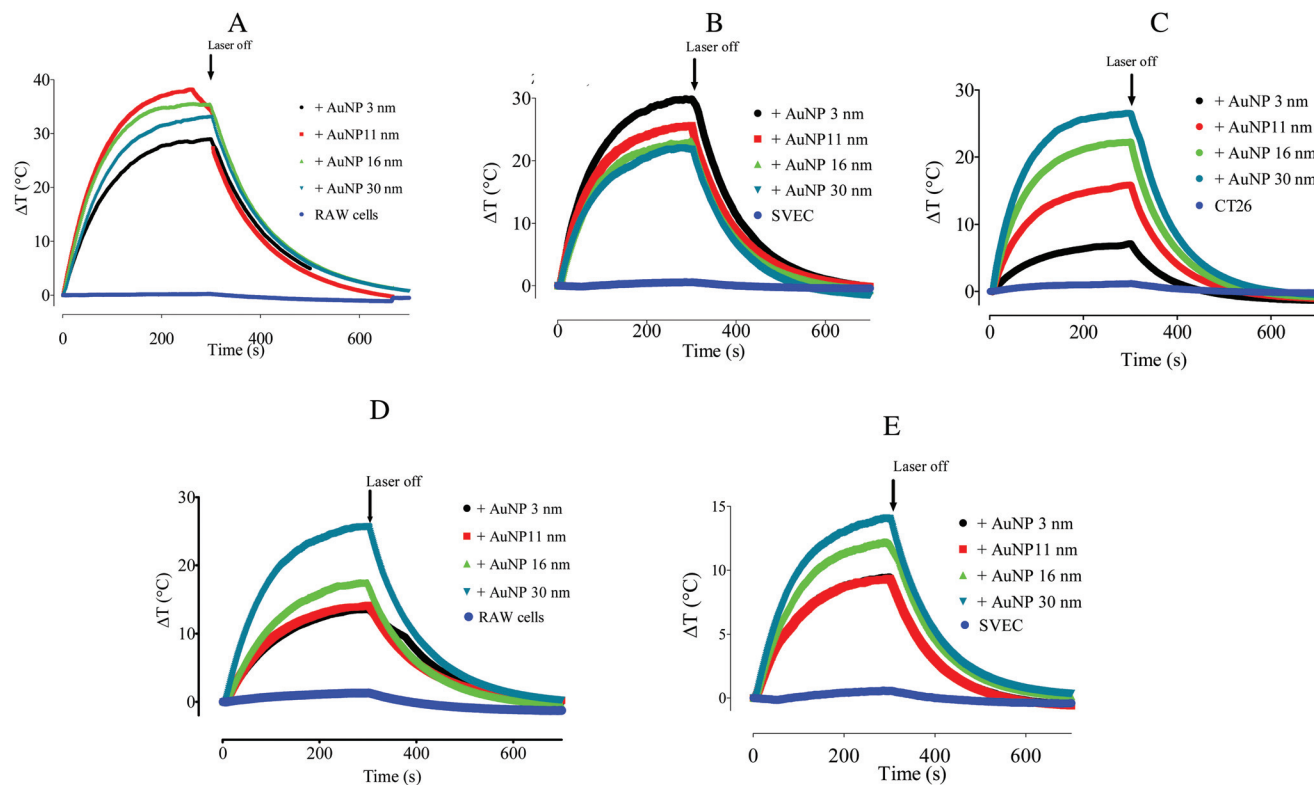 A
Laser off
ΔT (°C)
40
30
20
10
0
0
200
400
600
Time (s)
+ AuNP 3 nm
+ AuNP11 nm
+ AuNP 16 nm
+ AuNP 30 nm
RAW cells
B
Laser off
ΔT (°C)
30
20
10
0
0
200
400
600
Time (s)
+ AuNP 3 nm
+ AuNP11 nm
+ AuNP 16 nm
+ AuNP 30 nm
SVEC
C
Laser off
ΔT (°C)
30
20
10
0
0
200
400
600
Time (s)
+ AuNP 3 nm
+ AuNP11 nm
+ AuNP 16 nm
+ AuNP 30 nm
CT26
D
Laser off
ΔT (°C)
30
20
10
0
0
200
400
600
Time (s)
+ AuNP 3 nm
+ AuNP11 nm
+ AuNP 16 nm
+ AuNP 30 nm
RAW cells
E
Laser off
ΔT (°C)
15
10
5
0
0
200
400
600
Time (s)
+ AuNP 3 nm
+ AuNP11 nm
+ AuNP 16 nm
+ AuNP 30 nm
SVEC